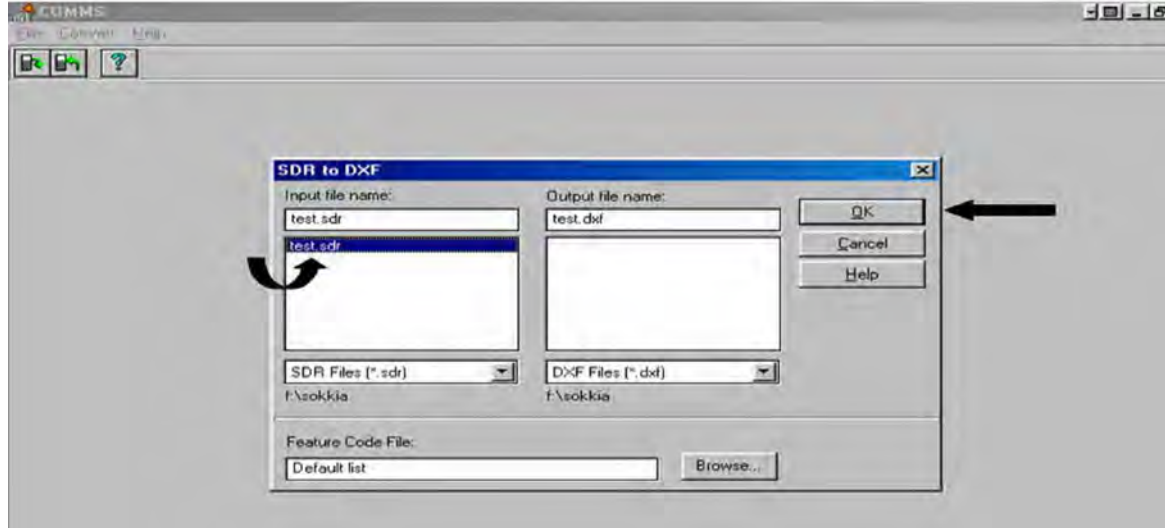 COMMS
File Convert Help
SDR to DXF
Input file name:
test.sdr
test.sdr
SDR Files (*.sdr)
f:\sokkia
Output file name:
test.dxf
DXF Files (*.dxf)
f:\sokkia
OK
Cancel
Help
Feature Code File:
Default list
Browse...